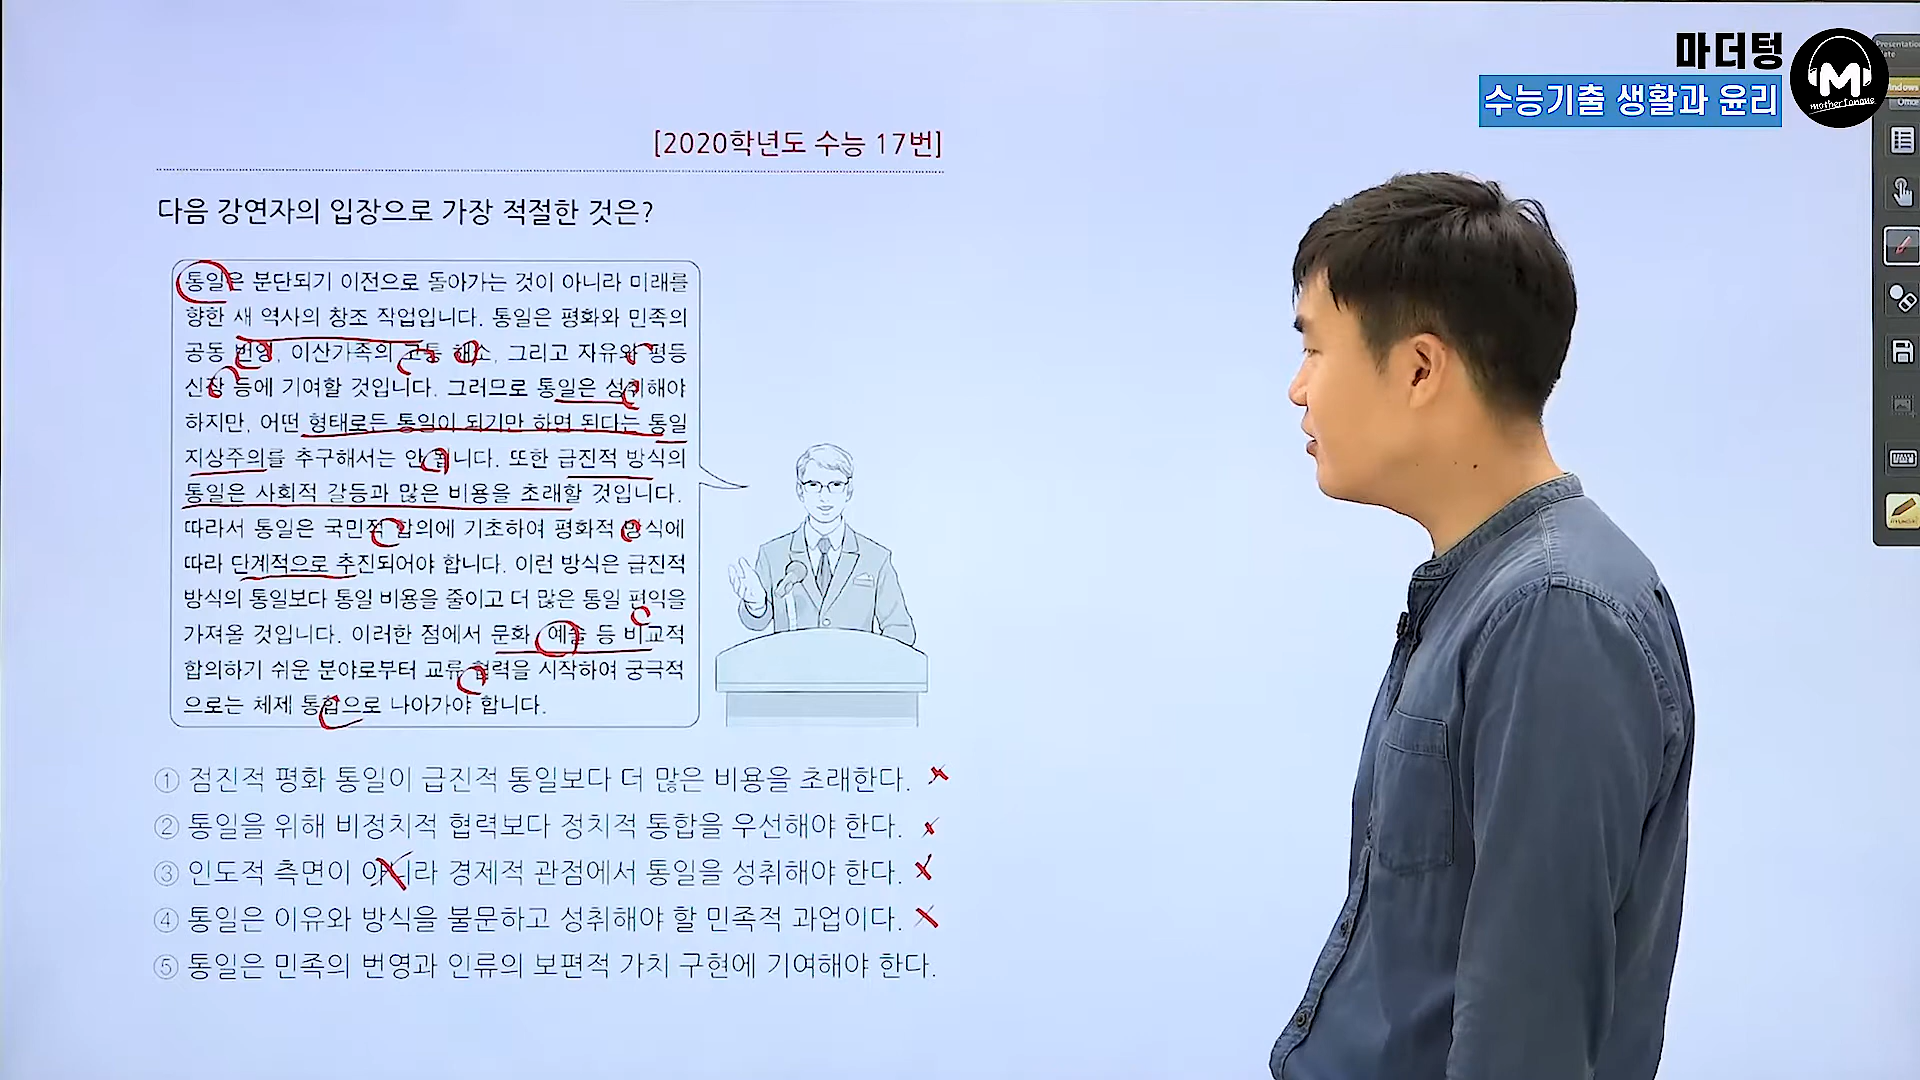 마더텅
수능기출 생활과 윤리
M
mothertongue
[2020학년도 수능 17번]
다음 강연자의 입장으로 가장 적절한 것은?
통일은 분단되기 이전으로 돌아가는 것이 아니라 미래를
향한 새 역사의 창조 작업입니다. 통일은 평화와 민족의
공동 번영, 이산가족의 고통 해소, 그리고 자유와 평등
신장 등에 기여할 것입니다. 그러므로 통일은 성취해야
하지만, 어떤 형태로든 통일이 되기만 하면 된다는 통일
지상주의를 추구해서는 안 됩니다. 또한 급진적 방식의
통일은 사회적 갈등과 많은 비용을 초래할 것입니다.
따라서 통일은 국민적 합의에 기초하여 평화적 방식에
따라 단계적으로 추진되어야 합니다. 이런 방식은 급진적
방식의 통일보다 통일 비용을 줄이고 더 많은 통일 편익을
가져올 것입니다. 이러한 점에서 문화, 예술 등 비교적
합의하기 쉬운 분야로부터 교류 협력을 시작하여 궁극적
으로는 체제 통합으로 나아가야 합니다.
① 점진적 평화 통일이 급진적 통일보다 더 많은 비용을 초래한다.
② 통일을 위해 비정치적 협력보다 정치적 통합을 우선해야 한다.
③ 인도적 측면이 아니라 경제적 관점에서 통일을 성취해야 한다.
④ 통일은 이유와 방식을 불문하고 성취해야 할 민족적 과업이다.
⑤ 통일은 민족의 번영과 인류의 보편적 가치 구현에 기여해야 한다.